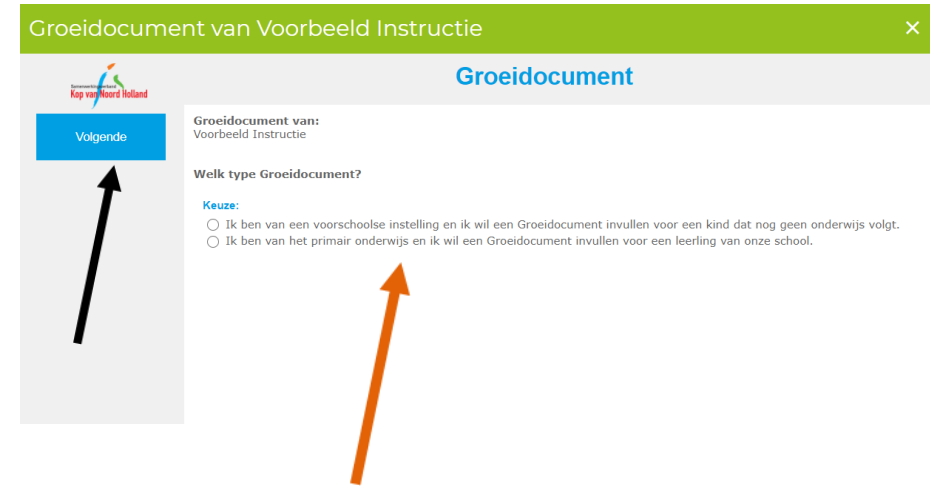 Groeidocument van Voorbeeld Instructie
Samenwerkingsverband
Kop van Noord Holland
Groeidocument
Volgende
Groeidocument van:
Voorbeeld Instructie
Welk type Groeidocument?
Keuze:
Ik ben van een voorschoolse instelling en ik wil een Groeidocument invullen voor een kind dat nog geen onderwijs volgt.
Ik ben van het primair onderwijs en ik wil een Groeidocument invullen voor een leerling van onze school.